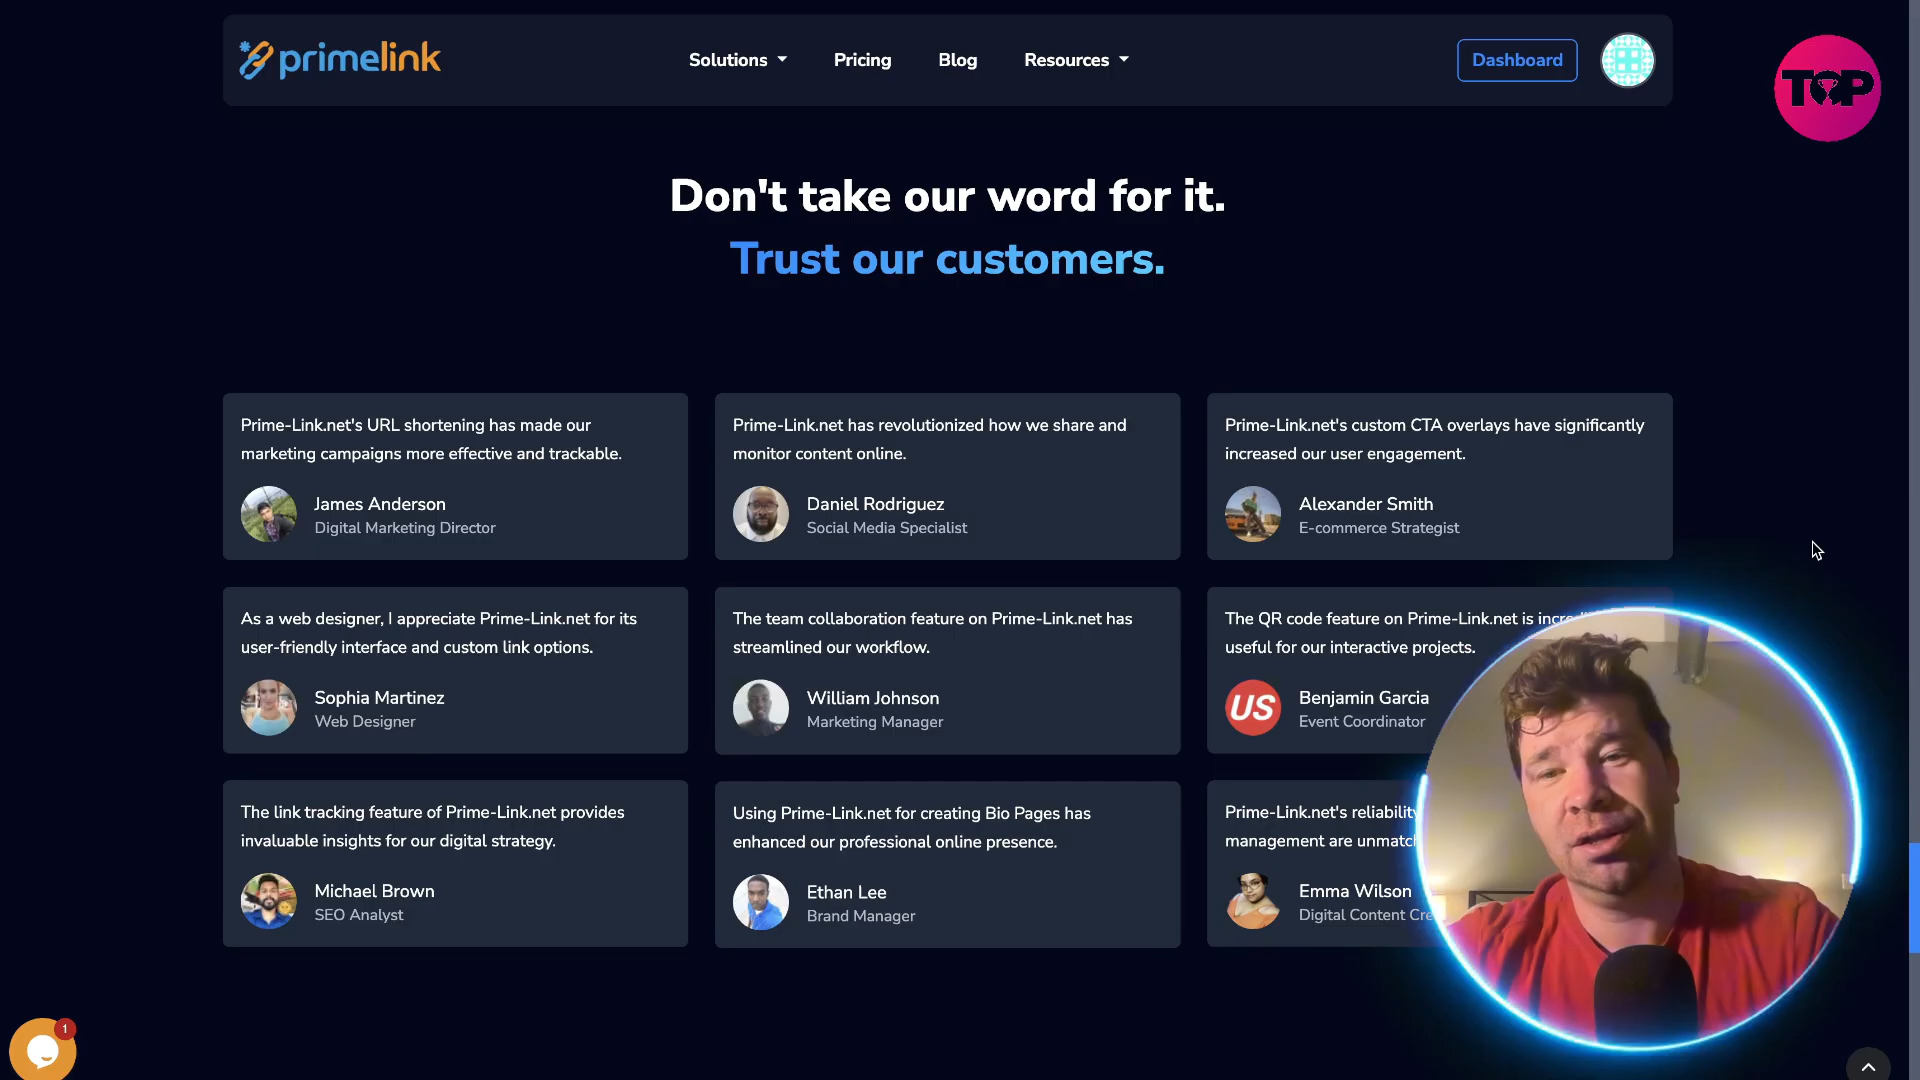 primelink
Solutions
Pricing
Blog
Resources
Dashboard
TOP
Don't take our word for it.
Trust our customers.
Prime-Link.net's URL shortening has made our
marketing campaigns more effective and trackable.
James Anderson
Digital Marketing Director
Prime-Link.net has revolutionized how we share and
monitor content online.
Daniel Rodriguez
Social Media Specialist
Prime-Link.net's custom CTA overlays have significantly
increased our user engagement.
Alexander Smith
E-commerce Strategist
As a web designer, I appreciate Prime-Link.net for its
user-friendly interface and custom link options.
Sophia Martinez
Web Designer
The team collaboration feature on Prime-Link.net has
streamlined our workflow.
William Johnson
Marketing Manager
The QR code feature on Prime-Link.net is
useful for our interactive projects.
US
Benjamin Garcia
Event Coordinator
The link tracking feature of Prime-Link.net provides
invaluable insights for our digital strategy.
Michael Brown
SEO Analyst
Using Prime-Link.net for creating Bio Pages has
enhanced our professional online presence.
Ethan Lee
Brand Manager
Prime-Link.net's reliability
management are
Emma Wilson
Digital Content
1